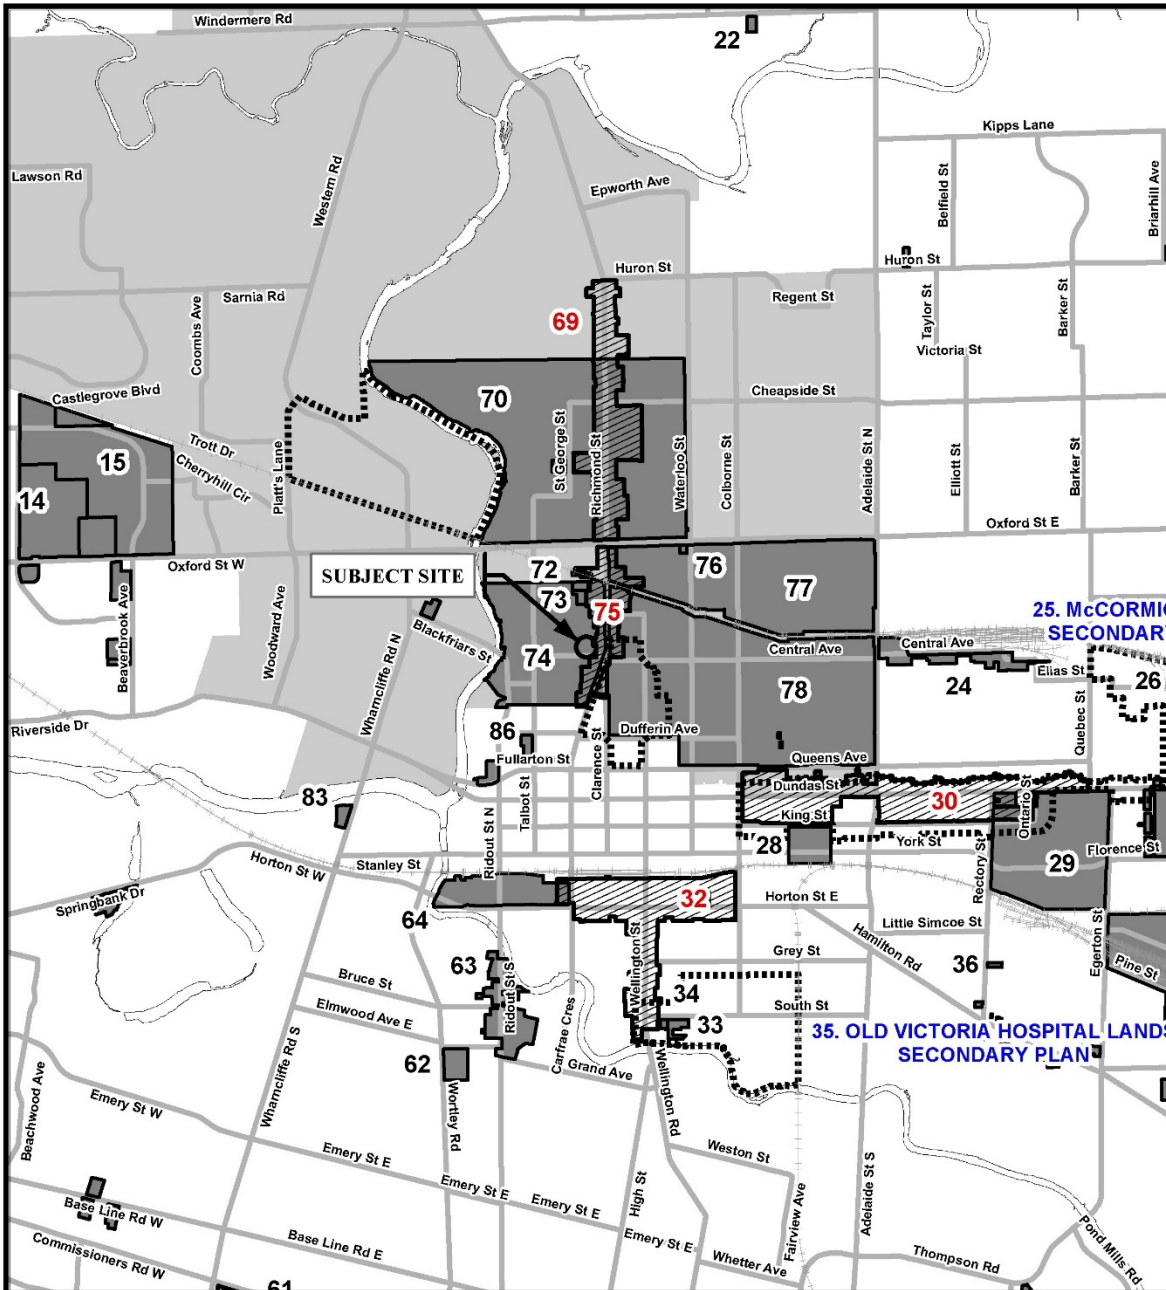 Windermere Rd
22
Kipps Lane
Lawson Rd
Western Rd
Epworth Ave
Belfield St
Briarhill Ave
Huron St
Huron St
Sarnia Rd
Regent St
Coombs Ave
69
Taylor St
Barker St
Victoria St
Castlegrove Blvd
70
Cheapside St
Trott Dr
15
Cherryhill Cir
Platt's Lane
St George St
Richmond St
Waterloo St
Colborne St
Adelaide St N
Elliott St
Barker St
14
Oxford St E
Oxford St W
SUBJECT SITE
72
76
77
73
75
25. McCORMIC
SECONDARY
Beaverbrook Ave
Woodward Ave
Wharncliffe Rd N
Blackfriars St
74
Central Ave
Central Ave
Elias St
78
24
26
Riverside Dr
86
Dufferin Ave
Quebec St
Fullarton St
Clarence St
Queens Ave
Dundas St
83
Talbot St
King St
30
Ontario St
Ridout St N
28
York St
Florence St
Stanley St
Horton St W
29
Rectory St
Springbank Dr
32
Horton St E
64
Little Simcoe St
Hamilton Rd
Egerton St
Wellington St
Grey St
63
36
Pine St
Bruce St
Ridout St S
34
South St
Elmwood Ave E
33
35. OLD VICTORIA HOSPITAL LANDS
SECONDARY PLAN
Carfrae Cres
62
Grand Ave
Wharncliffe Rd S
Beachwood Ave
Wortley Rd
Wellington Rd
Emery St W
Weston St
Emery St E
Emery St E
High St
Fairview Ave
Adelaide St S
Emery St E
Base Line Rd W
Emery St E
Pond Mills Rd
Base Line Rd E
Commissioners Rd W
Whetter Ave
Thompson Rd
61